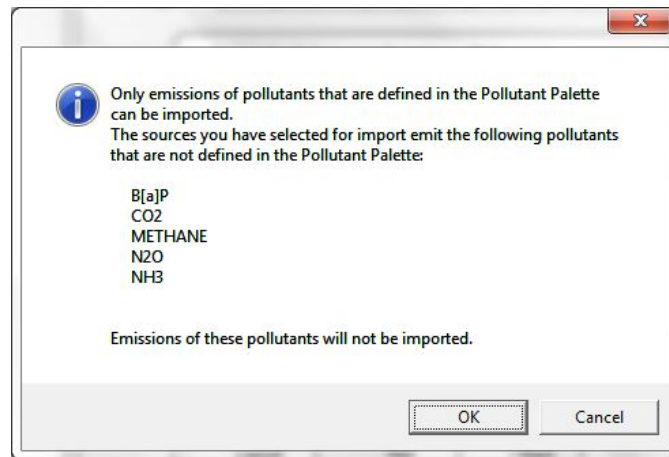 Only emissions of pollutants that are defined in the Pollutant Palette
can be imported.
The sources you have selected for import emit the following pollutants
that are not defined in the Pollutant Palette:
B[a]P
CO2
METHANE
N2O
NH3
Emissions of these pollutants will not be imported.
OK
Cancel